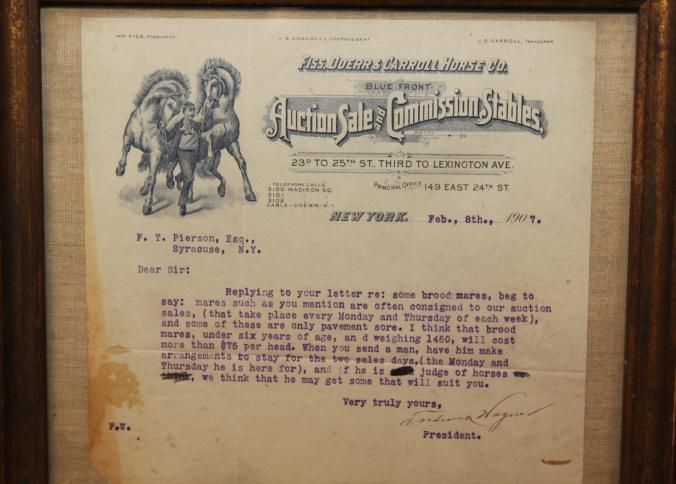 WM FISS, PRESIDENT. J. S. CONNOLLY, VICE PRESIDENT J. D. CARROLL, TREASURER
FISS, DOERR & CARROLL HORSE CO.
BLUE FRONT
Auction Sale and Commission Stables,
23D TO 25TH ST. THIRD TO LEXINGTON AVE.
TELEPHONE CALLS
3100 MADISON SQ.
3101
3102
CABLE-DOERR-N.Y.
PRINCIPAL OFFICE 149 EAST 24TH ST.
NEW YORK. Feb., 8th., 1907.
F. T. Pierson, Esq.,
Syracuse, N.Y.
Dear Sir:
Replying to your letter re: some brood mares, beg to
say: mares such as you mention are often consigned to our auction
sales, (that take place every Monday and Thursday of each week),
and some of these are only pavement sore. I think that brood
mares, under six years of age, and weighing 1450, will cost
more than $75 per head. When you send a man, have him make
arrangements to stay for the two sales days,(the Monday and
Thursday he is here for), and if he is judge of horses
, we think that he may get some that will suit you.
Very truly yours,
Frederick Wagner
President.
F.W.